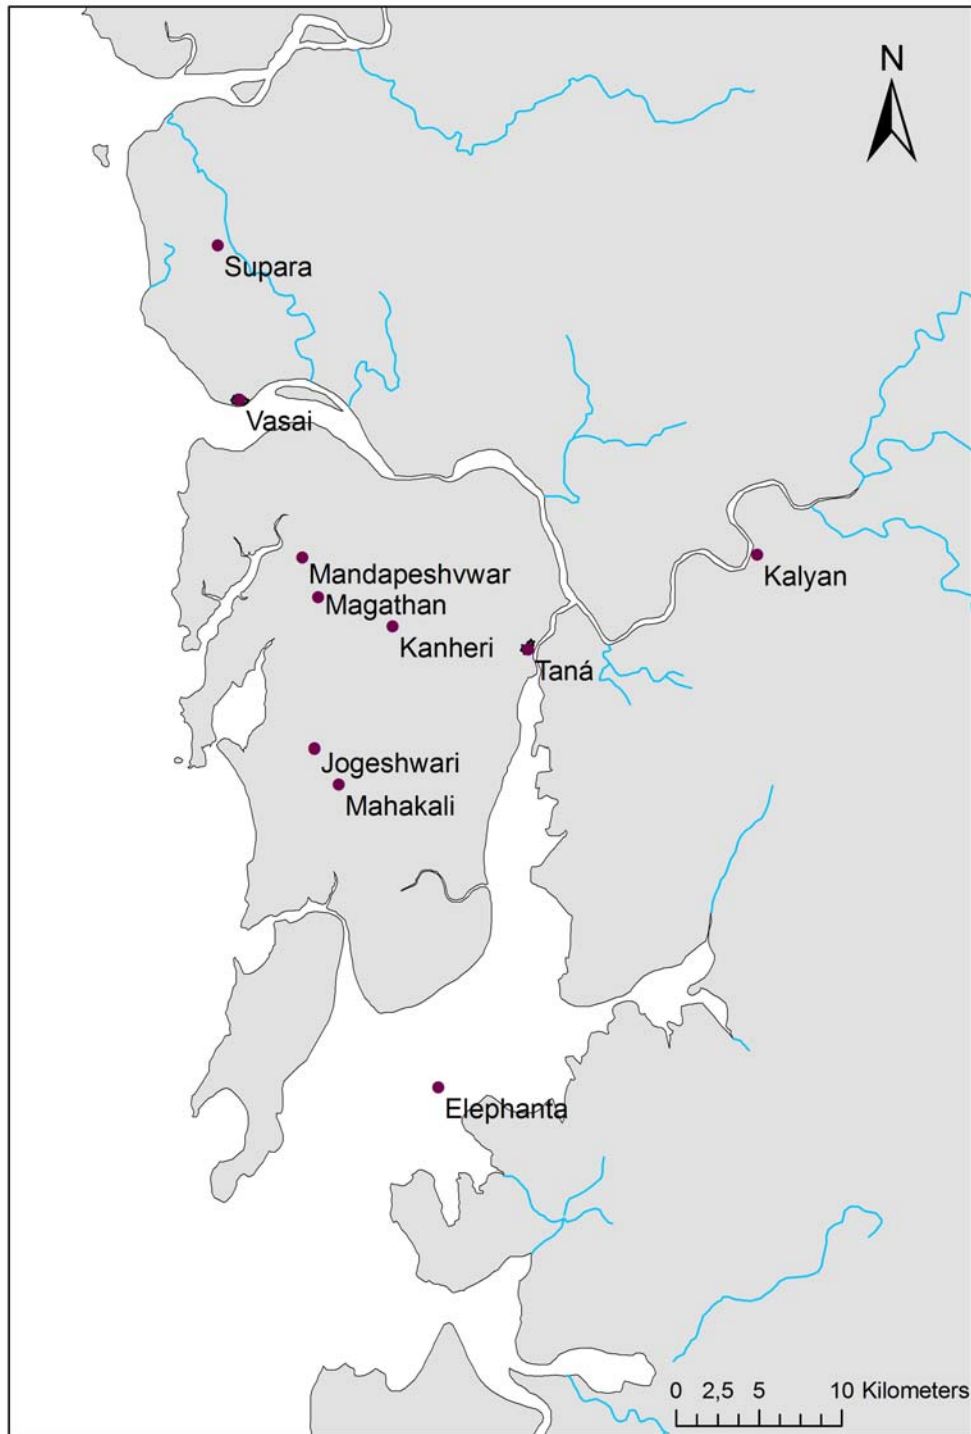 N
Supara
Vasai
Mandapeshvwar
Magathan
Kanheri
Kalyan
Taná
Jogeshwari
Mahakali
Elephanta
0 2,5 5 10 Kilometers